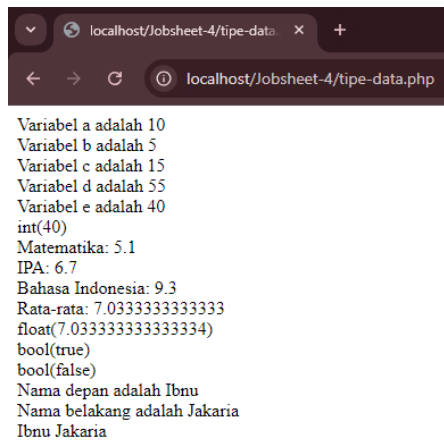 localhost/Jobsheet-4/tipe-data.
localhost/Jobsheet-4/tipe-data.php
Variabel a adalah 10
Variabel b adalah 5
Variabel c adalah 15
Variabel d adalah 55
Variabel e adalah 40
int(40)
Matematika: 5.1
IPA: 6.7
Bahasa Indonesia: 9.3
Rata-rata: 7.0333333333333
float(7.033333333333334)
bool(true)
bool(false)
Nama depan adalah Ibnu
Nama belakang adalah Jakaria
Ibnu Jakaria